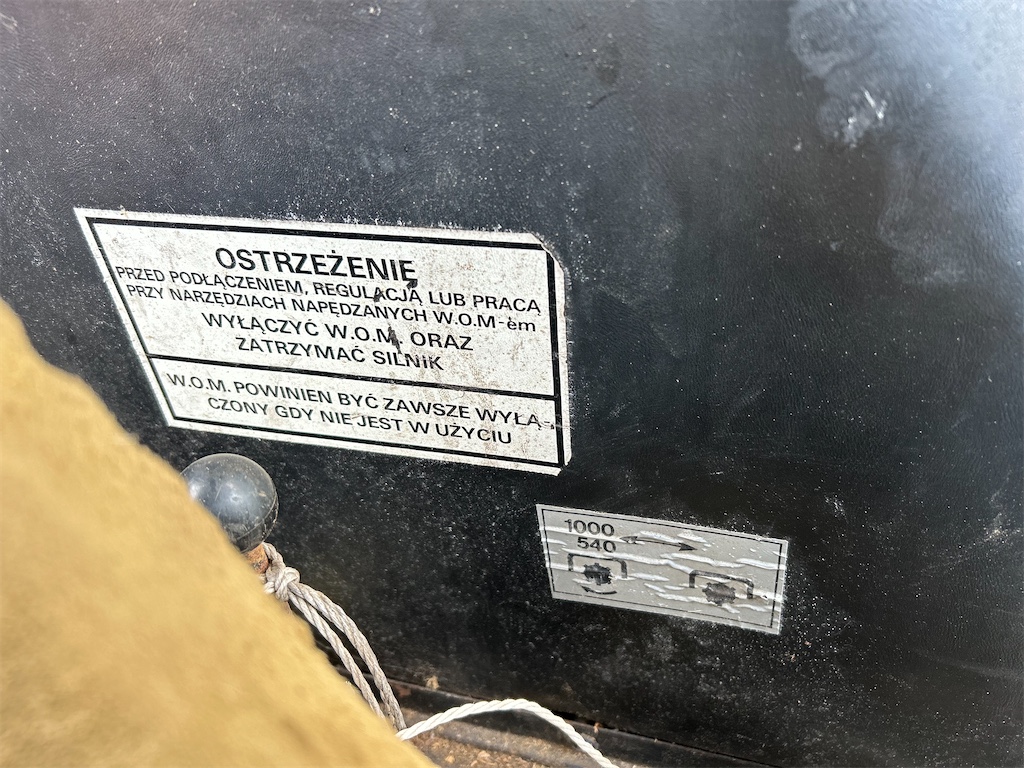 OSTRZEŻENIĘ
PRZED PODŁĄCZENIEM, REGULACJĄ LUB PRACĄ
PRZY NARZĘDZIACH NAPĘDZANYCH W.O.M-em
WYŁĄCZYĆ W.O.M. ORAZ
ZATRZYMAĆ SILNIK
W.O.M. POWINIEN BYĆ ZAWSZE WYŁĄ-
CZONY GDY NIE JEST W UŻYCIU
1000
540